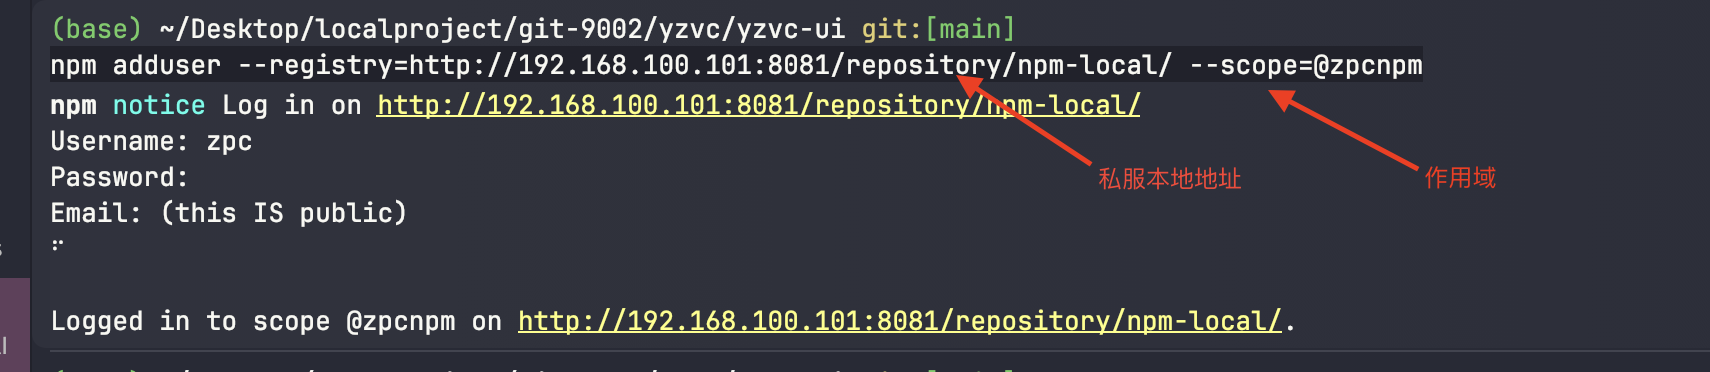 (base) ~/Desktop/localproject/git-9002/yzvc/yzvc-ui git:[main]
npm adduser --registry=http://192.168.100.101:8081/repository/npm-local/ --scope=@zpcnpm
npm notice Log in on http://192.168.100.101:8081/repository/npm-local/
Username: zpc
私服本地地址
作用域
Password:
Email: (this IS public)
Logged in to scope @zpcnpm on http://192.168.100.101:8081/repository/npm-local/.